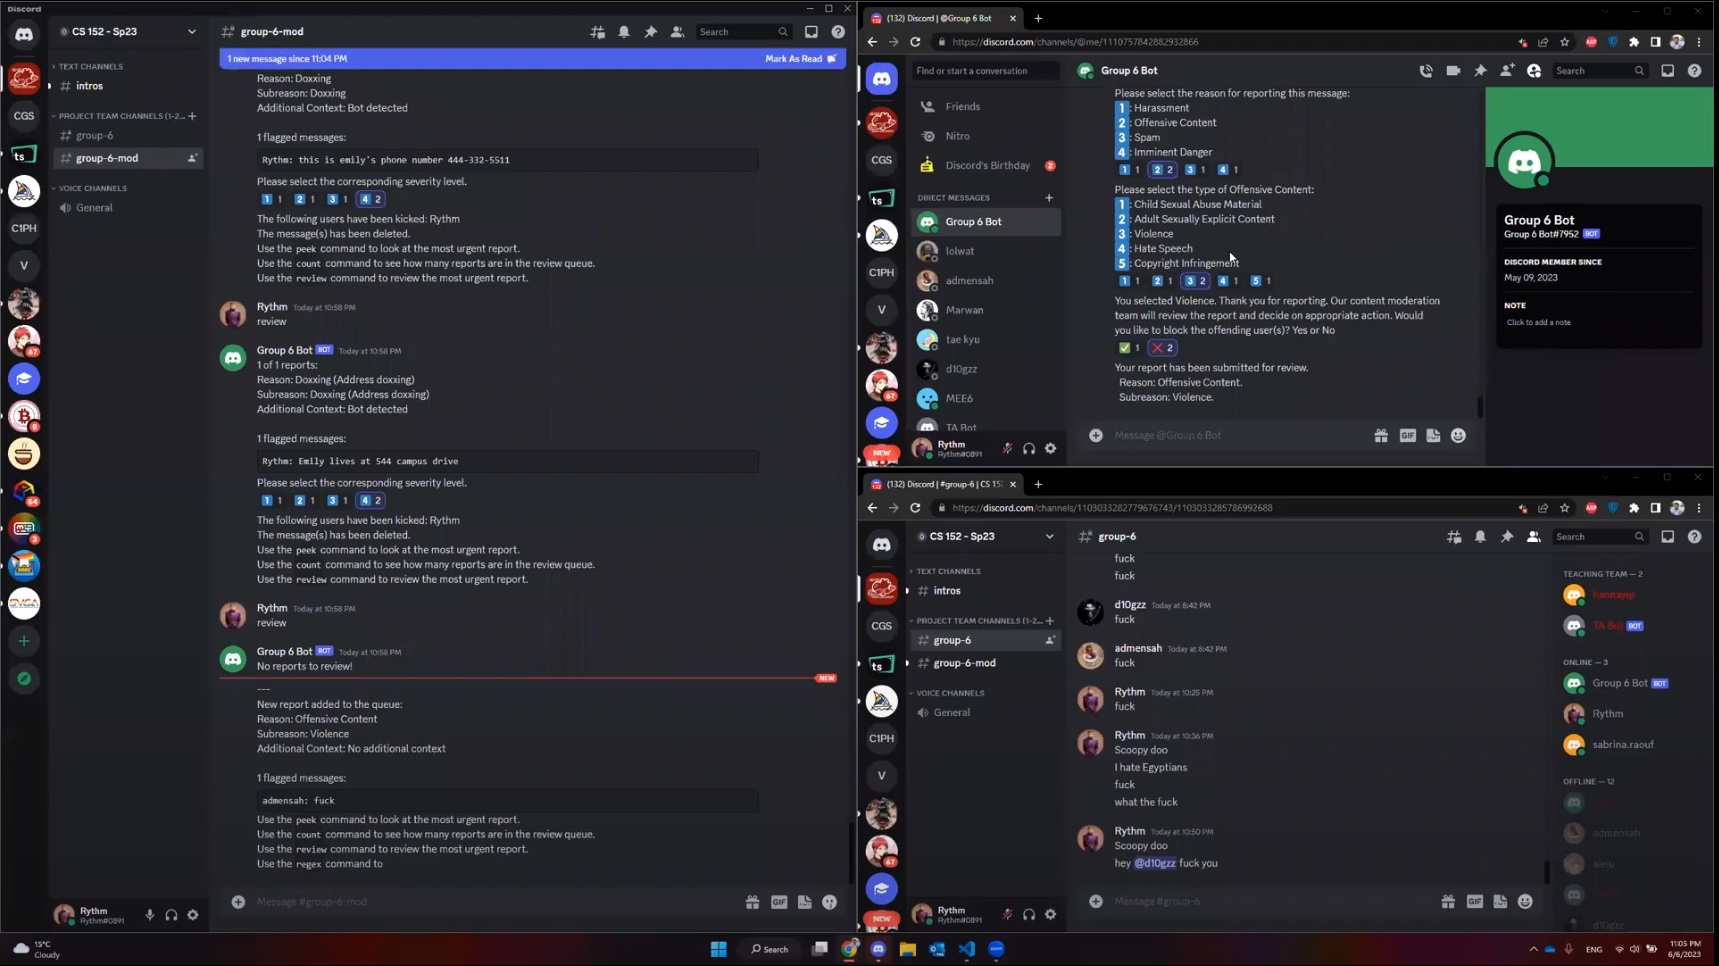 Discord
CS 152 - Sp23
TEXT CHANNELS
intros
PROJECT TEAM CHANNELS (1-2...
group-6
group-6-mod
VOICE CHANNELS
General
CGS
ts
C1PH
V
67
6
64
3
SVGA
Rythm
Rythm#0891
group-6-mod
Search
1 new message since 11:04 PM
Mark As Read
Reason: Doxxing
Subreason: Doxxing
Additional Context: Bot detected
1 flagged messages:
Rythm: this is emily's phone number 444-332-5511
Please select the corresponding severity level.
1 1 2 1 3 1 4 2
The following users have been kicked: Rythm
The message(s) has been deleted.
Use the peek command to look at the most urgent report.
Use the count command to see how many reports are in the review queue.
Use the review command to review the most urgent report.
Rythm Today at 10:58 PM
review
Group 6 Bot BOT Today at 10:58 PM
1 of 1 reports:
Reason: Doxxing (Address doxxing)
Subreason: Doxxing (Address doxxing)
Additional Context: Bot detected
1 flagged messages:
Rythm: Emily lives at 544 campus drive
Please select the corresponding severity level.
1 1 2 1 3 1 4 2
The following users have been kicked: Rythm
The message(s) has been deleted.
Use the peek command to look at the most urgent report.
Use the count command to see how many reports are in the review queue.
Use the review command to review the most urgent report.
Rythm Today at 10:58 PM
review
Group 6 Bot BOT Today at 10:58 PM
No reports to review!
NEW
---
New report added to the queue:
Reason: Offensive Content
Subreason: Violence
Additional Context: No additional context
1 flagged messages:
admensah: fuck
Use the peek command to look at the most urgent report.
Use the count command to see how many reports are in the review queue.
Use the review command to review the most urgent report.
Use the regex command to
Message #group-6-mod
GIF
(132) Discord | @Group 6 Bot
https://discord.com/channels/@me/1110757842882932866
Find or start a conversation
Friends
Nitro
Discord's Birthday 2
DIRECT MESSAGES
Group 6 Bot
lolwat
admensah
Marwan
tae kyu
d10gzz
MEE6
TA Bot
CGS
ts
C1PH
V
67
NEW
Rythm
Rythm#0891
Group 6 Bot
Search
Please select the reason for reporting this message:
1 : Harassment
2 : Offensive Content
3 : Spam
4 : Imminent Danger
1 1 2 2 3 1 4 1
Please select the type of Offensive Content:
1 : Child Sexual Abuse Material
2 : Adult Sexually Explicit Content
3 : Violence
4 : Hate Speech
5 : Copyright Infringement
1 1 2 1 3 2 4 1 5 1
You selected Violence. Thank you for reporting. Our content moderation
team will review the report and decide on appropriate action. Would
you like to block the offending user(s)? Yes or No
1 2
Your report has been submitted for review.
Reason: Offensive Content.
Subreason: Violence.
Message @Group 6 Bot
GIF
Group 6 Bot
Group 6 Bot#7952 BOT
DISCORD MEMBER SINCE
May 09, 2023
NOTE
Click to add a note
(132) Discord | #group-6 | CS 15
https://discord.com/channels/1103033282779676743/1103033285786992688
CS 152 - Sp23
TEXT CHANNELS
intros
PROJECT TEAM CHANNELS (1-2...
group-6
group-6-mod
VOICE CHANNELS
General
CGS
ts
C1PH
V
67
NEW
Rythm
Rythm#0891
group-6
Search
fuck
fuck
d10gzz Today at 8:42 PM
fuck
admensah Today at 8:42 PM
fuck
Rythm Today at 10:25 PM
fuck
Rythm Today at 10:36 PM
Scoopy doo
I hate Egyptians
fuck
what the fuck
Rythm Today at 10:50 PM
Scoopy doo
hey @d10gzz fuck you
Message #group-6
GIF
TEACHING TEAM — 2
hannayip
TA Bot BOT
ONLINE — 3
Group 6 Bot BOT
Rythm
sabrina.raouf
OFFLINE — 12
admensah
d10gzz
15°C
Cloudy
Search
ENG
11:05 PM
6/6/2023